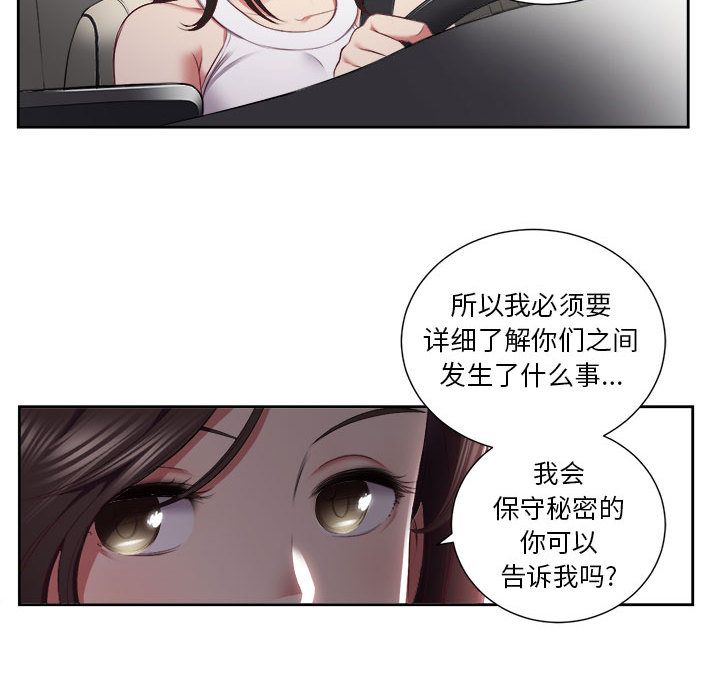 所以我必须要
详细了解你们之间
发生了什么事...
我会
保守秘密的
你可以
告诉我吗?